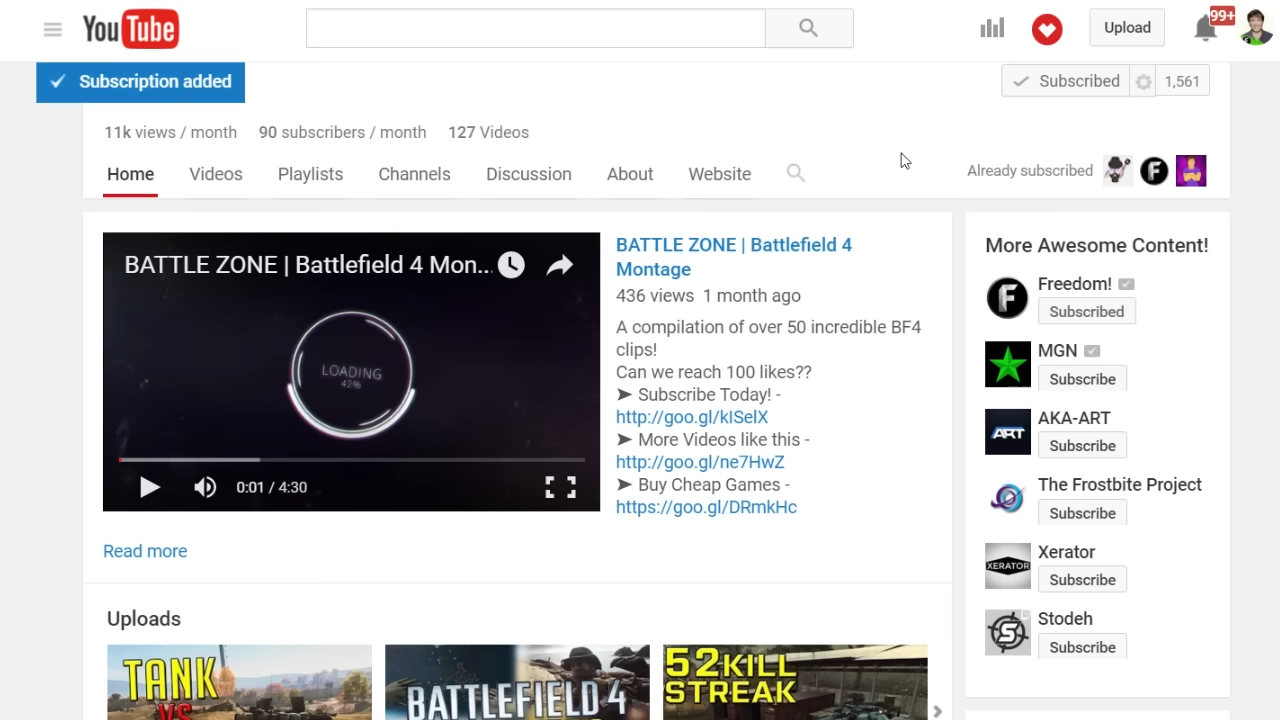 YouTube
Upload
99+
Subscription added
Subscribed
1,561
11k views / month 90 subscribers / month 127 Videos
Home Videos Playlists Channels Discussion About Website
Already subscribed
BATTLE ZONE | Battlefield 4 Mon...
LOADING
42%
0:01 / 4:30
BATTLE ZONE | Battlefield 4
Montage
436 views 1 month ago
A compilation of over 50 incredible BF4
clips!
Can we reach 100 likes??
➤ Subscribe Today! -
http://goo.gl/kISelX
➤ More Videos like this -
http://goo.gl/ne7HwZ
➤ Buy Cheap Games -
https://goo.gl/DRmkHc
Read more
More Awesome Content!
Freedom!
Subscribed
MGN
Subscribe
ART
AKA-ART
Subscribe
The Frostbite Project
Subscribe
XERATOR
Xerator
Subscribe
Stodeh
Subscribe
Uploads
TANK
VS
BATTLEFIELD 4
52KILL
STREAK